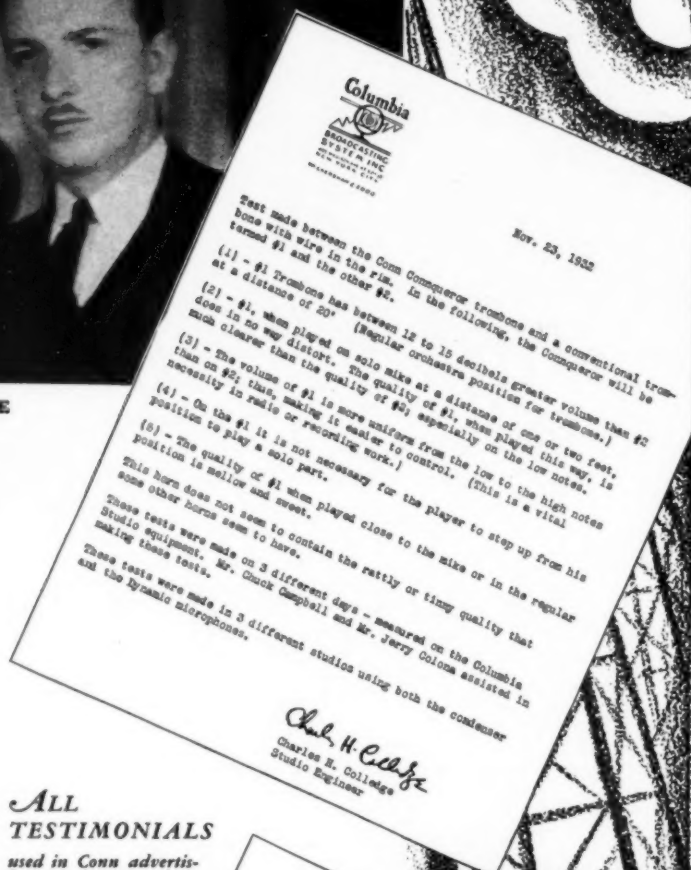 Columbia
BROADCASTING
SYSTEM INC
NEW YORK CITY
Nov. 23, 1932
Test made between the Conn Connqueror trombone and a conventional trom-
bone with wire in the rim. In the following, the Connqueror will be
termed #1 and the other #2.
(1) - #1 Trombone has between 12 to 15 decibels greater volume than #2
at a distance of 20' (Regular orchestra position for trombone.)
(2) - #1, when played on solo mike at a distance of one or two feet,
does in no way distort. The quality of #1, when played this way, is
much clearer than the quality of #2; especially on the low notes.
(3) - The volume of #1 is more uniform from the low to the high notes
than on #2; thus, making it easier to control. (This is a vital
necessity in radio or recording work.)
(4) - On the #1 it is not necessary for the player to step up from his
position to play a solo part.
(5) - The quality of #1 when played close to the mike or in the regular
position is mellow and sweet.
This horn does not seem to contain the rattly or tinny quality that
some other horns seem to have.
These tests were made on 3 different days - measured on the Columbia
Studio equipment. Mr. Chuck Campbell and Mr. Jerry Colona assisted in
making these tests.
These tests were made in 3 different studios using both the condenser
and the Dynamic microphones.
Charles H. Colledge
Charles H. Colledge
Studio Engineer
E
ALL
TESTIMONIALS
used in Conn advertis-